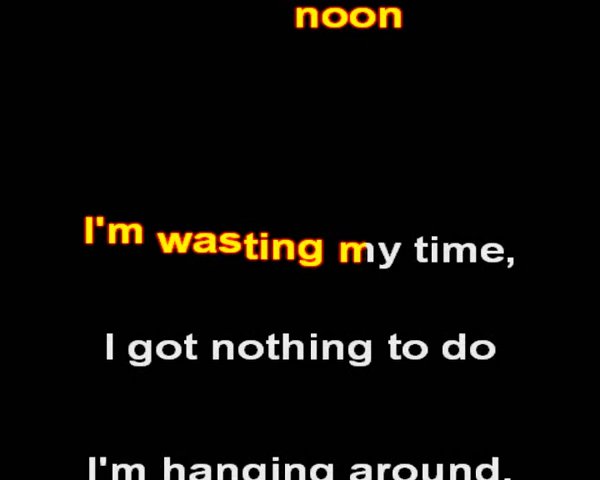 noon
I'm wasting my time,
I got nothing to do
I'm hanging around,